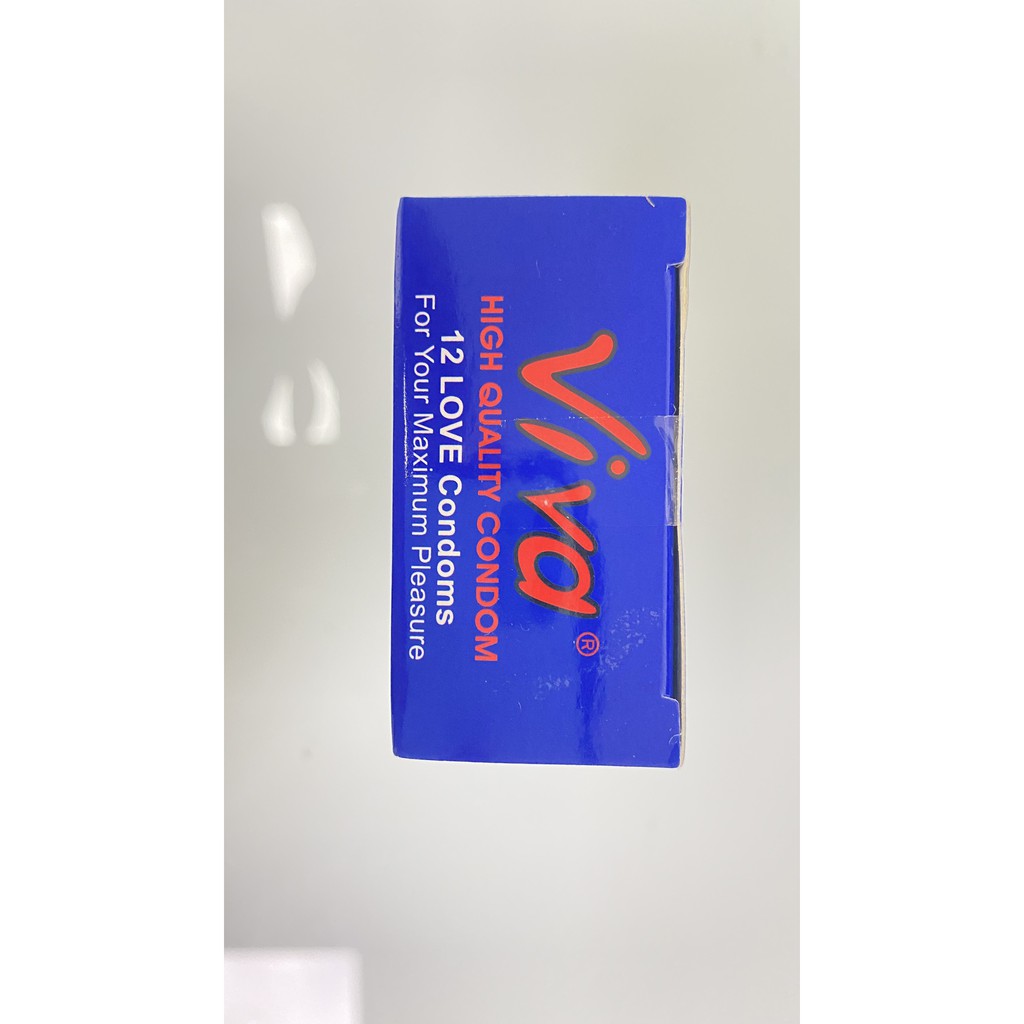 Viva®
HIGH QUALITY CONDOM
12 LOVE Condoms
For Your Maximum Pleasure